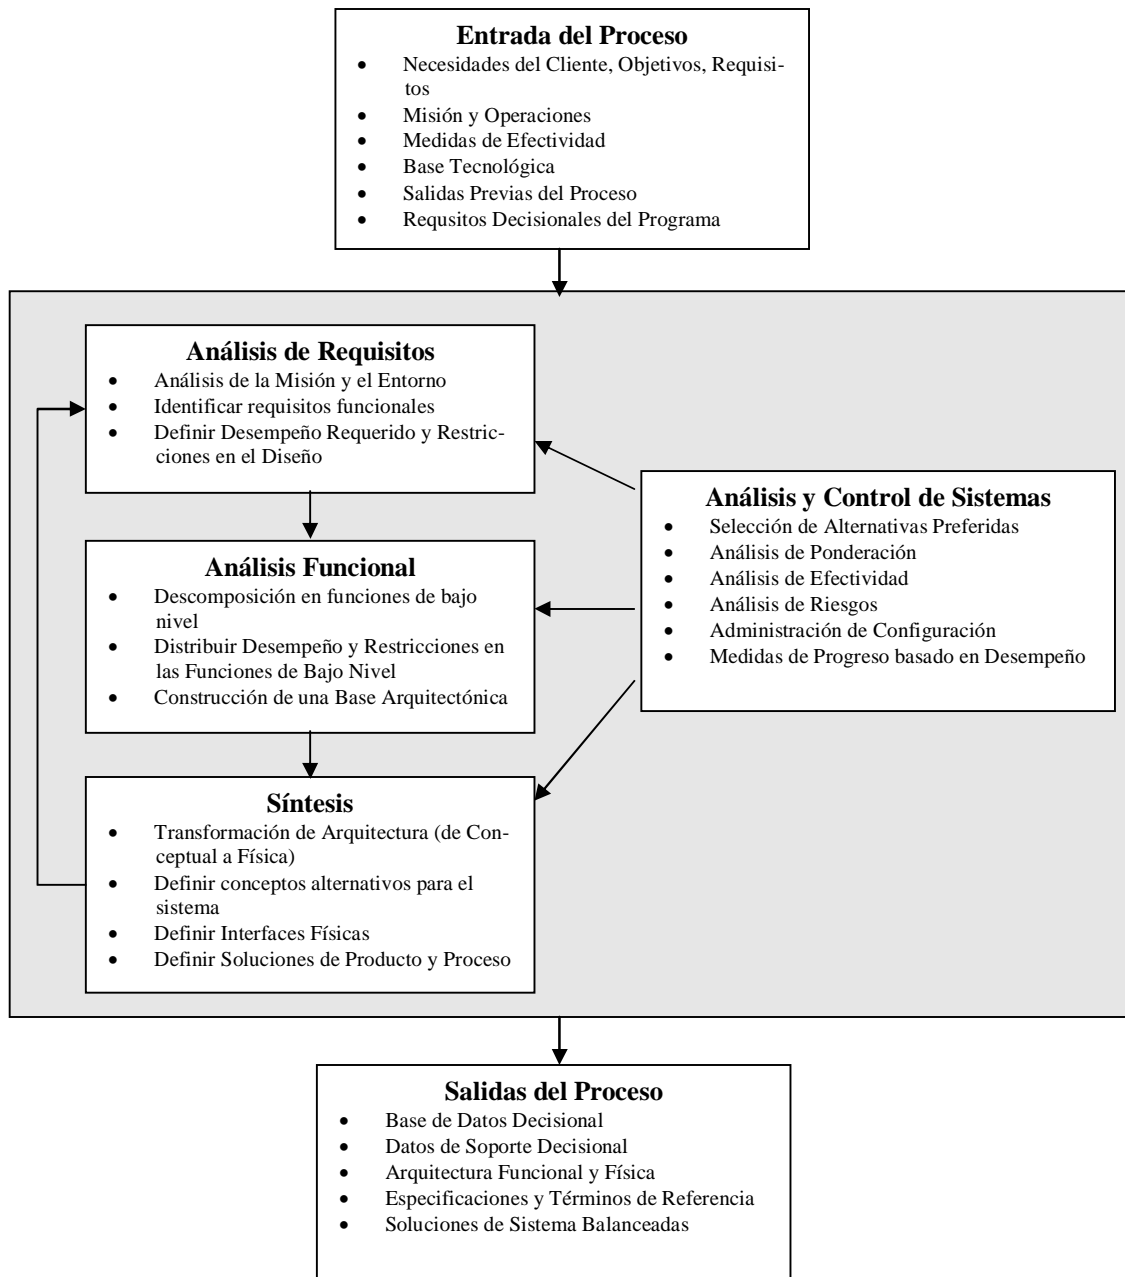 Entrada del Proceso
• Necesidades del Cliente, Objetivos, Requisi-
tos
• Misión y Operaciones
• Medidas de Efectividad
• Base Tecnológica
• Salidas Previas del Proceso
• Requsitos Decisionales del Programa
Análisis de Requisitos
• Análisis de la Misión y el Entorno
• Identificar requisitos funcionales
• Definir Desempeño Requerido y Restric-
ciones en el Diseño
Análisis Funcional
• Descomposición en funciones de bajo
nivel
• Distribuir Desempeño y Restricciones en
las Funciones de Bajo Nivel
• Construcción de una Base Arquitectónica
Síntesis
• Transformación de Arquitectura (de Con-
ceptual a Física)
• Definir conceptos alternativos para el
sistema
• Definir Interfaces Físicas
• Definir Soluciones de Producto y Proceso
Análisis y Control de Sistemas
• Selección de Alternativas Preferidas
• Análisis de Ponderación
• Análisis de Efectividad
• Análisis de Riesgos
• Administración de Configuración
• Medidas de Progreso basado en Desempeño
Salidas del Proceso
• Base de Datos Decisional
• Datos de Soporte Decisional
• Arquitectura Funcional y Física
• Especificaciones y Términos de Referencia
• Soluciones de Sistema Balanceadas